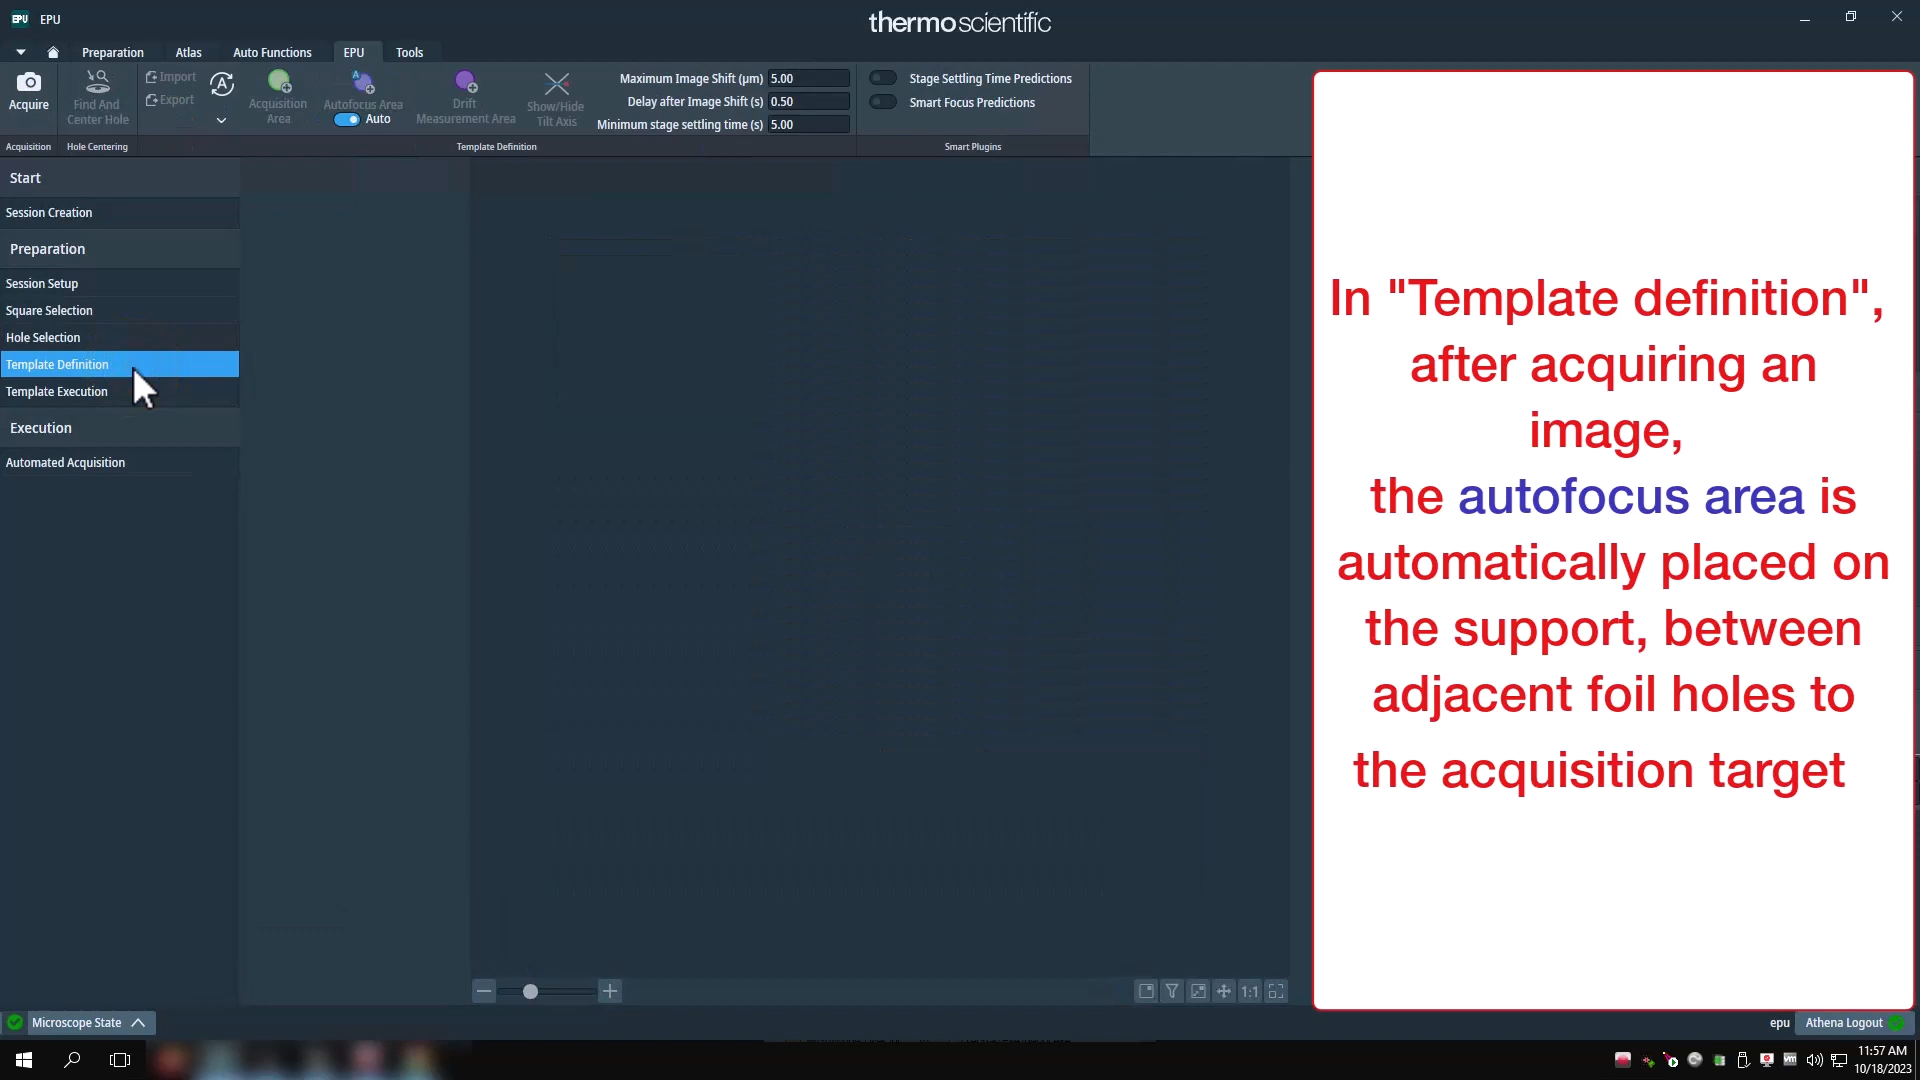 EPU EPU
thermo scientific
Preparation Atlas Auto Functions EPU Tools
Acquire
Find And
Center Hole
Import
Export
Acquisition
Area
Autofocus Area
Auto
Drift
Measurement Area
Show/Hide
Tilt Axis
Maximum Image Shift (µm) 5.00
Delay after Image Shift (s) 0.50
Minimum stage settling time (s) 5.00
Stage Settling Time Predictions
Smart Focus Predictions
Acquisition Hole Centering Template Definition Smart Plugins
Start
Session Creation
Preparation
Session Setup
Square Selection
Hole Selection
Template Definition
Template Execution
Execution
Automated Acquisition
In "Template definition",
after acquiring an
image,
the autofocus area is
automatically placed on
the support, between
adjacent foil holes to
the acquisition target
1:1
Microscope State
epu Athena Logout
11:57 AM
10/18/2023